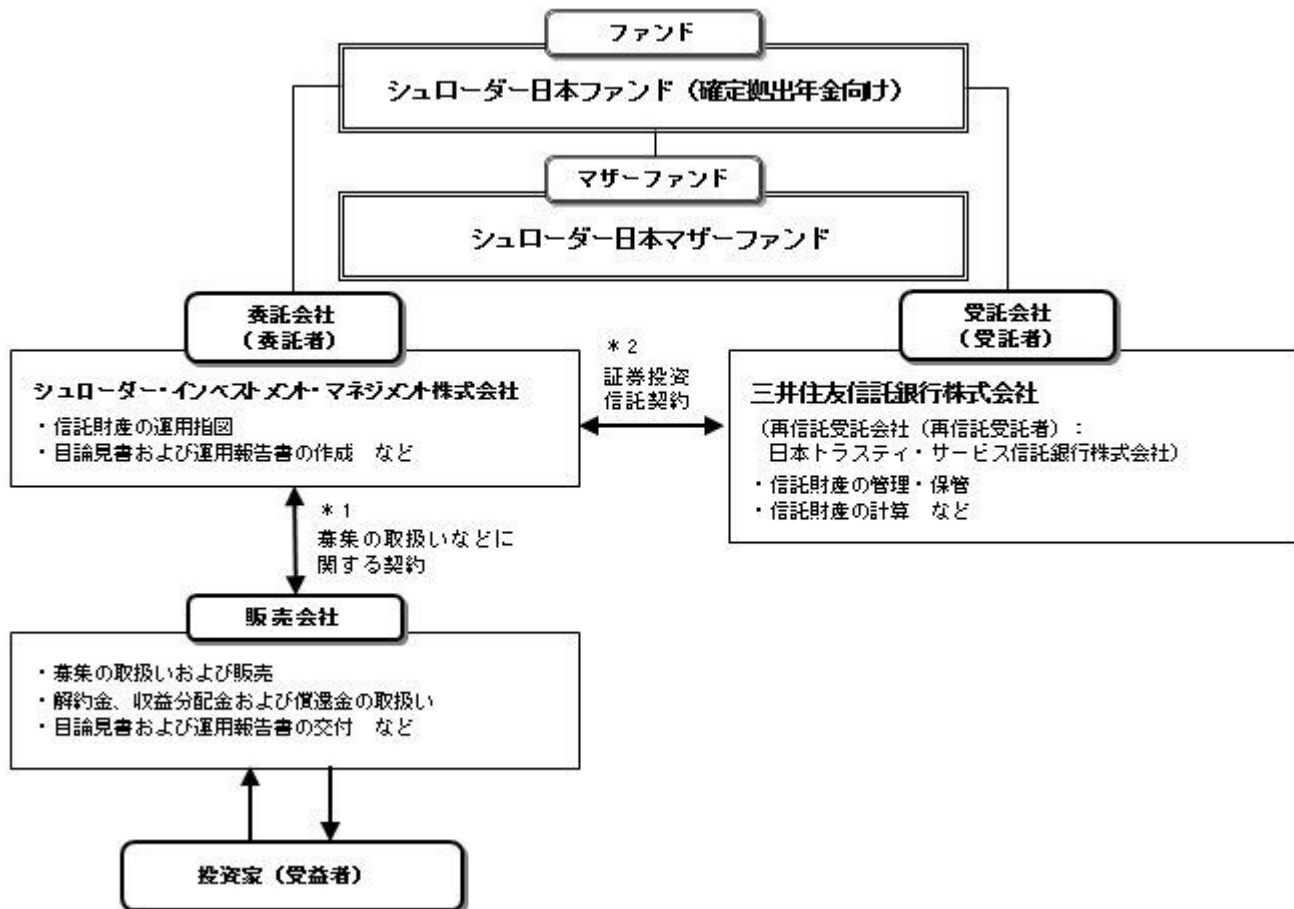 ファンド
シュローダー日本ファンド（確定拠出年金向け）
マザーファンド
シュローダー日本マザーファンド
委託会社
（委託者）
シュローダー・インベストメント・マネジメント株式会社
・信託財産の運用指図
・目論見書および運用報告書の作成　など
＊2
証券投資
信託契約
受託会社
（受託者）
三井住友信託銀行株式会社
（再信託受託会社（再信託受託者）：
日本トラスティ・サービス信託銀行株式会社）
・信託財産の管理・保管
・信託財産の計算　など
＊1
募集の取扱いなどに
関する契約
販売会社
・募集の取扱いおよび販売
・解約金、収益分配金および償還金の取扱い
・目論見書および運用報告書の交付　など
投資家（受益者）